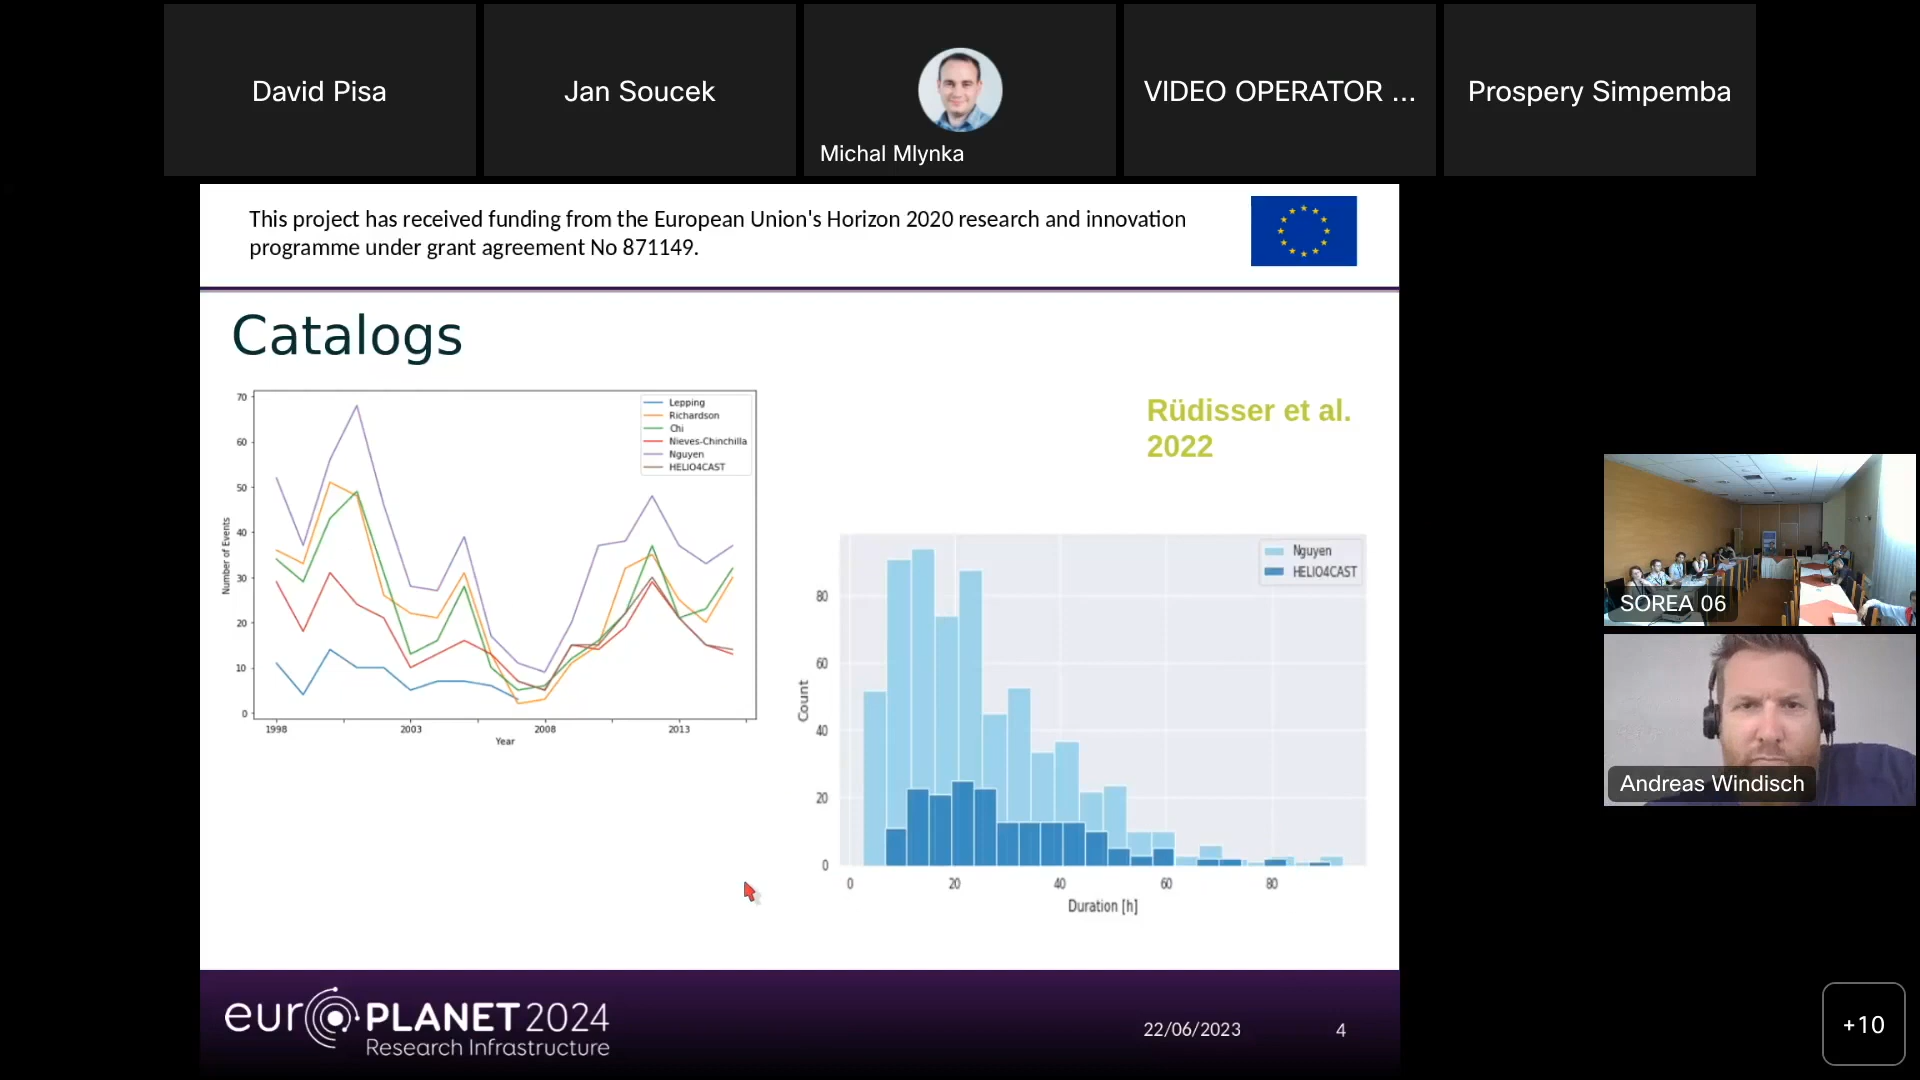 David Pisa
Jan Soucek
Michal Mlynka
VIDEO OPERATOR ...
Prospery Simpemba
This project has received funding from the European Union's Horizon 2020 research and innovation
programme under grant agreement No 871149.
Catalogs
70
60
50
40
30
20
10
0
Number of Events
Lepping
Richardson
Chi
Nieves-Chinchilla
Nguyen
HELIO4CAST
1998
2003
2008
2013
Year
Rüdisser et al.
2022
Nguyen
HELIO4CAST
80
60
40
20
0
Count
0
20
40
60
80
Duration [h]
SOREA 06
Andreas Windisch
europlanet 2024
Research Infrastructure
22/06/2023
4
+10